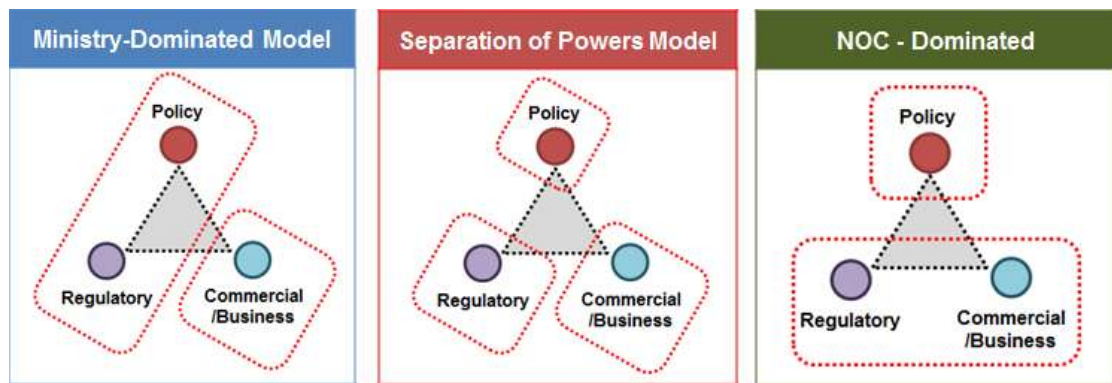 Ministry-Dominated Model
Policy
Regulatory
Commercial
/Business
Separation of Powers Model
Policy
Regulatory
Commercial
/Business
NOC - Dominated
Policy
Regulatory
Commercial
/Business